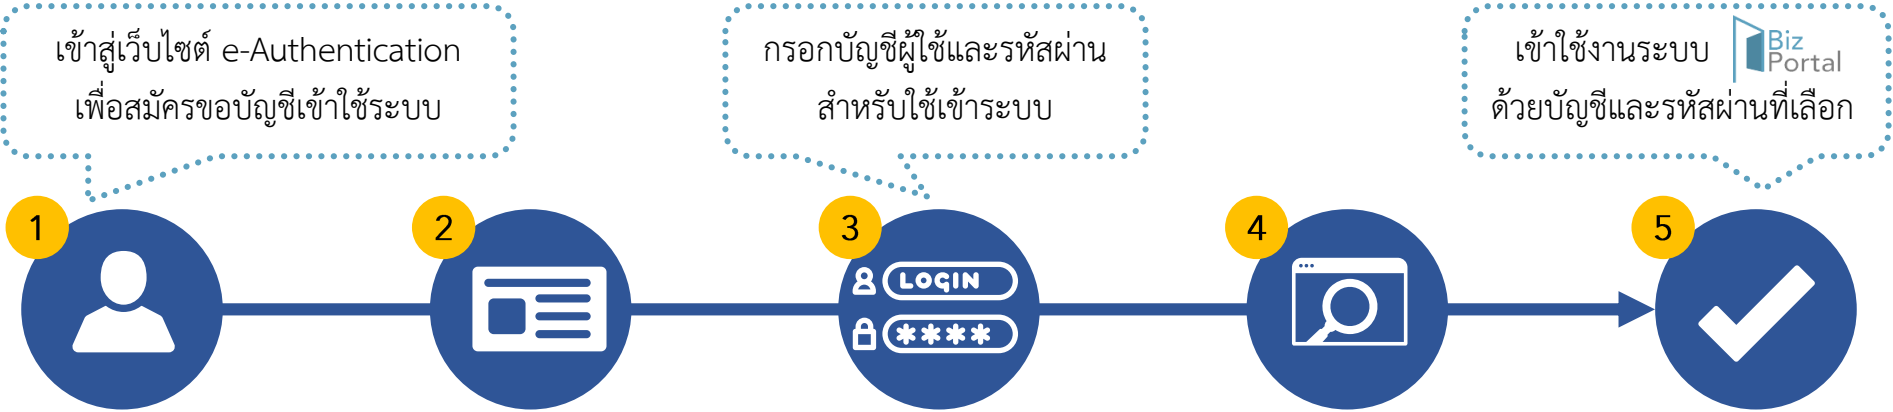 เข้าสู่เว็บไซต์ e-Authentication
เพื่อสมัครขอบัญชีเข้าใช้ระบบ
กรอกบัญชีผู้ใช้และรหัสผ่าน
สำหรับใช้เข้าระบบ
เข้าใช้งานระบบ Biz Portal
ด้วยบัญชีและรหัสผ่านที่เลือก
1
2
3
4
5
LOGIN
****